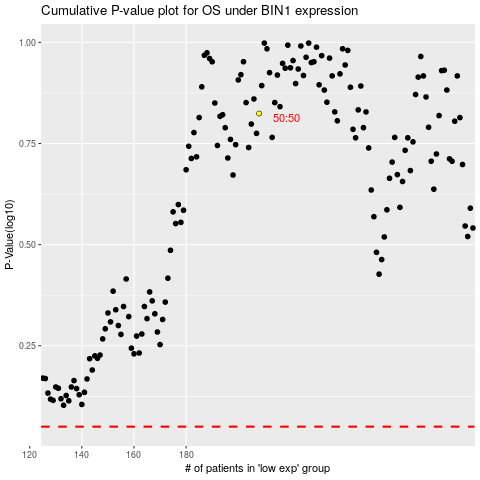 Cumulative P-value plot for OS under BIN1 expression
P-Value(log10)
1.00
0.75
0.50
0.25
50:50
120 140 160 180
# of patients in 'low exp' group